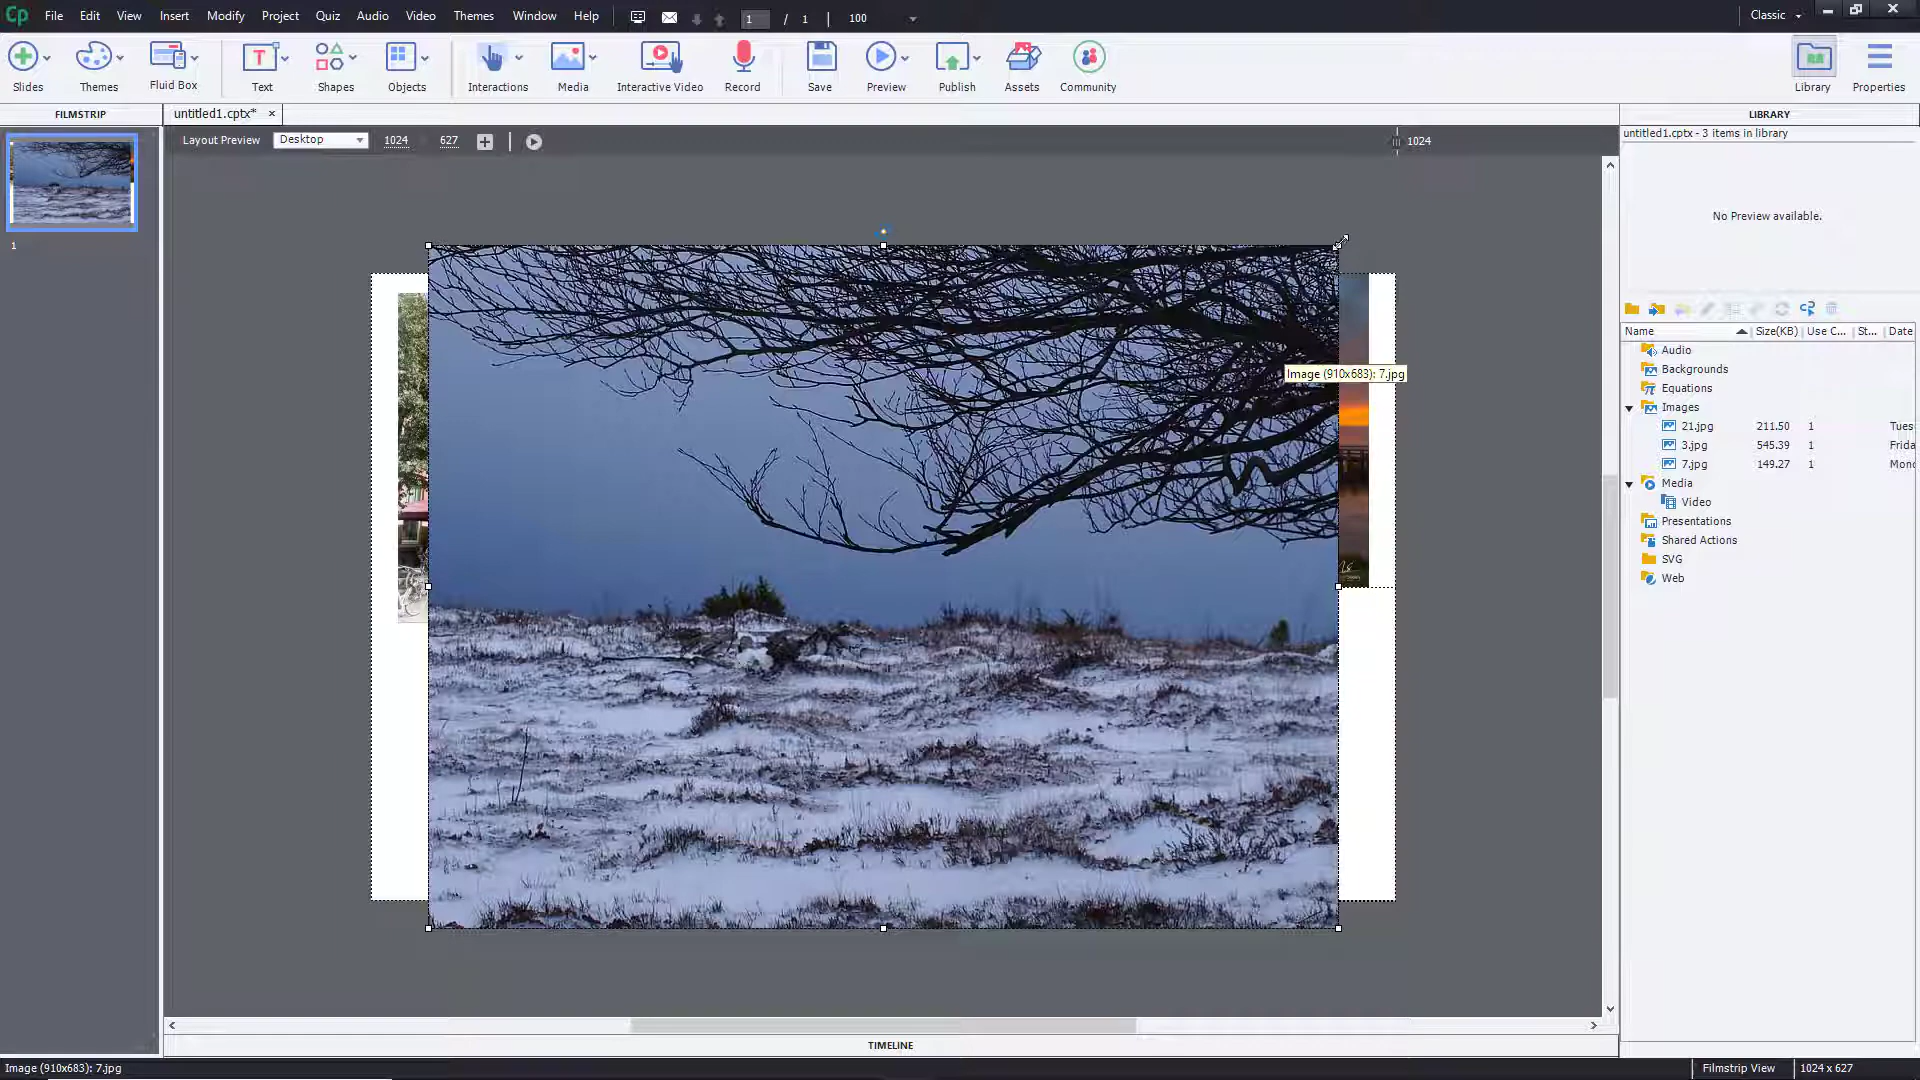 Cp File Edit View Insert Modify Project Quiz Audio Video Themes Window Help 1 / 1 100 Classic
Slides Themes Fluid Box Text Shapes Objects Interactions Media Interactive Video Record Save Preview Publish Assets Community Library Properties
FILMSTRIP untitled1.cptx* LIBRARY
Layout Preview Desktop 1024 627 1024
untitled1.cptx - 3 items in library
No Preview available.
1
Name Size(KB) Use C... St... Date
Audio
Backgrounds
Image (910x683): 7.jpg
Equations
Images
21.jpg 211.50 1 Tues
3.jpg 545.39 1 Frida
7.jpg 149.27 1 Mond
Media
Video
Presentations
Shared Actions
SVG
Web
TIMELINE
Image (910x683): 7.jpg Filmstrip View 1024 x 627